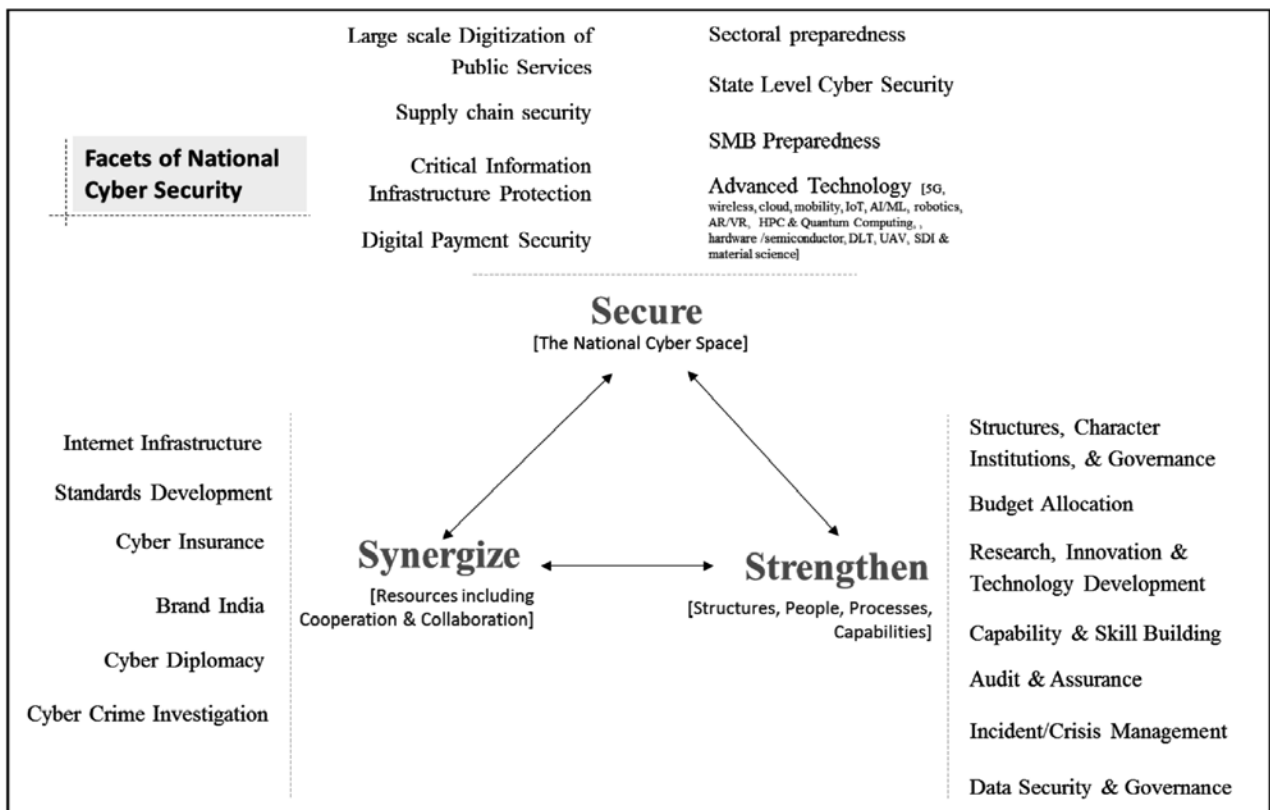 Facets of National
Cyber Security
Large scale Digitization of
Public Services
Supply chain security
Critical Information
Infrastructure Protection
Digital Payment Security
Sectoral preparedness
State Level Cyber Security
SMB Preparedness
Advanced Technology [5G,
wireless, cloud, mobility, IoT, AI/ML, robotics,
AR/VR, HPC & Quantum Computing, ,
hardware /semiconductor, DLT, UAV, SDI &
material science]
Secure
[The National Cyber Space]
Internet Infrastructure
Standards Development
Cyber Insurance
Brand India
Cyber Diplomacy
Cyber Crime Investigation
Synergize
[Resources including
Cooperation & Collaboration]
Strengthen
[Structures, People, Processes,
Capabilities]
Structures, Character
Institutions, & Governance
Budget Allocation
Research, Innovation &
Technology Development
Capability & Skill Building
Audit & Assurance
Incident/Crisis Management
Data Security & Governance